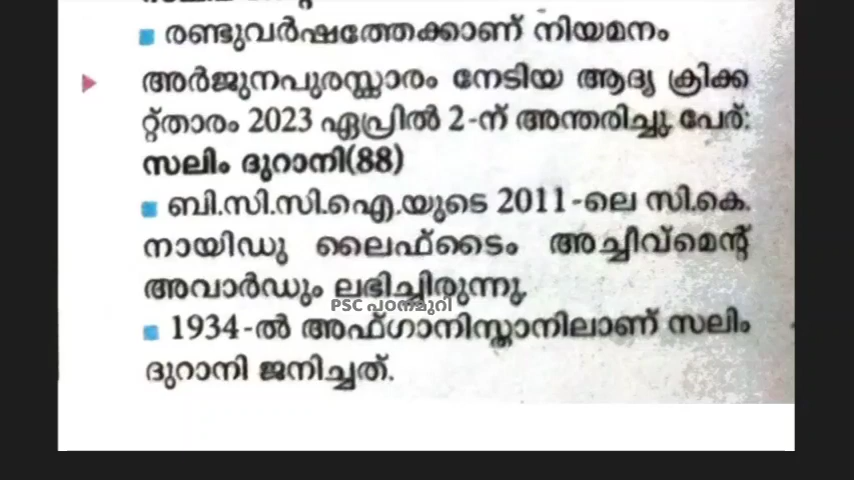 ■ രണ്ടുവർഷത്തേക്കാണ് നിയമനം
▶ അർജുനപുരസ്കാരം നേടിയ ആദ്യ ക്രിക്ക
റ്റ്താരം 2023 ഏപ്രിൽ 2-ന് അന്തരിച്ചു. പേര്:
സലിം ദുറാനി(88)
■ ബി.സി.സി.ഐ.യുടെ 2011-ലെ സി.കെ.
നായിഡു ലൈഫ്ടൈം അച്ചീവ്മെന്റ്
അവാർഡും ലഭിച്ചിരുന്നു.
PSC പഠനമുറി
■ 1934-ൽ അഫ്ഗാനിസ്താനിലാണ് സലിം
ദുറാനി ജനിച്ചത്.